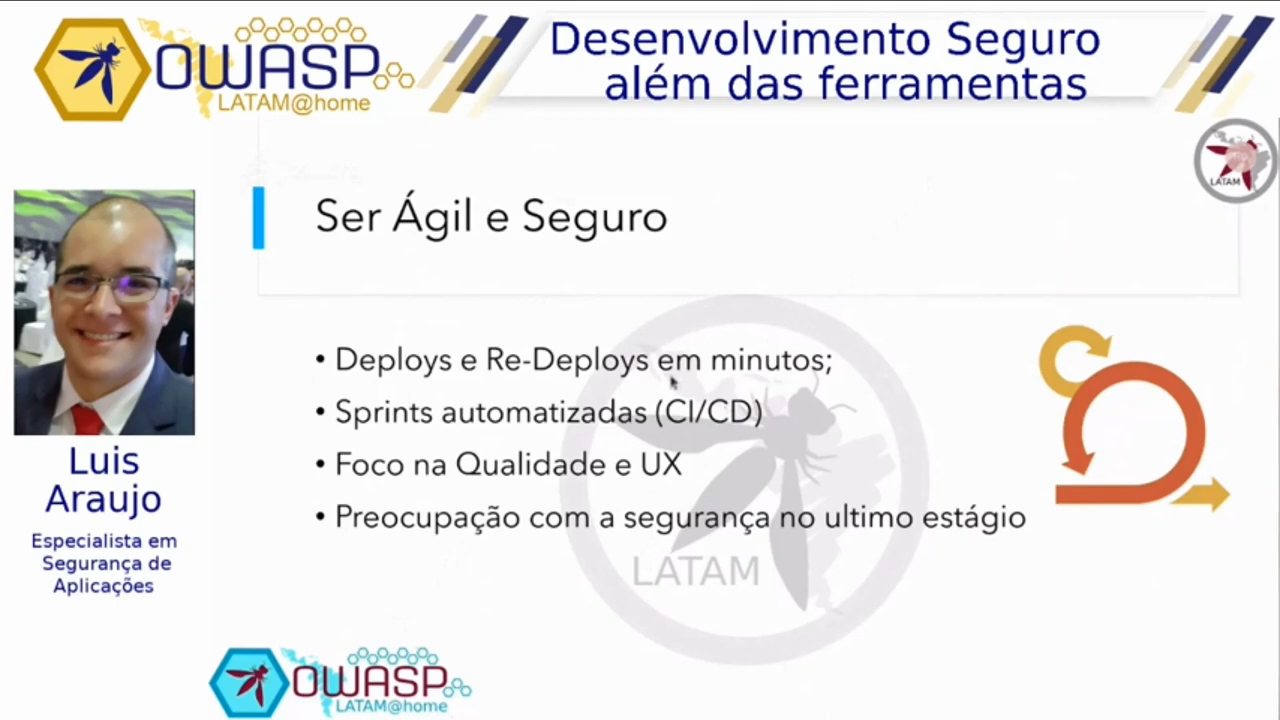 OWASP
LATAM@home
Desenvolvimento Seguro
além das ferramentas
LATAM
Ser Ágil e Seguro
• Deploys e Re-Deploys em minutos;
• Sprints automatizadas (CI/CD)
• Foco na Qualidade e UX
• Preocupação com a segurança no ultimo estágio
LATAM
Luis
Araujo
Especialista em
Segurança de
Aplicações
OWASP
LATAM@home